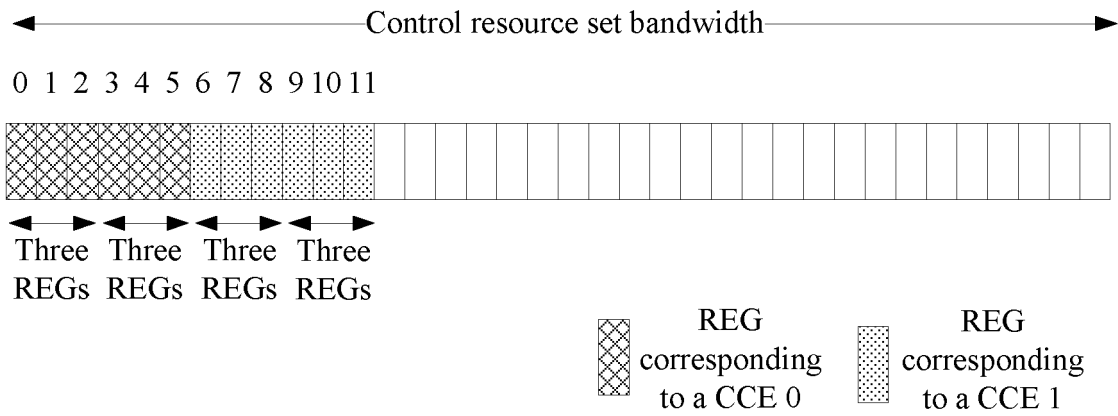 Control resource set bandwidth
0 1 2 3 4 5 6 7 8 9 10 11
Three Three Three Three
REGs REGs REGs REGs
REG
corresponding
to a CCE 0
REG
corresponding
to a CCE 1